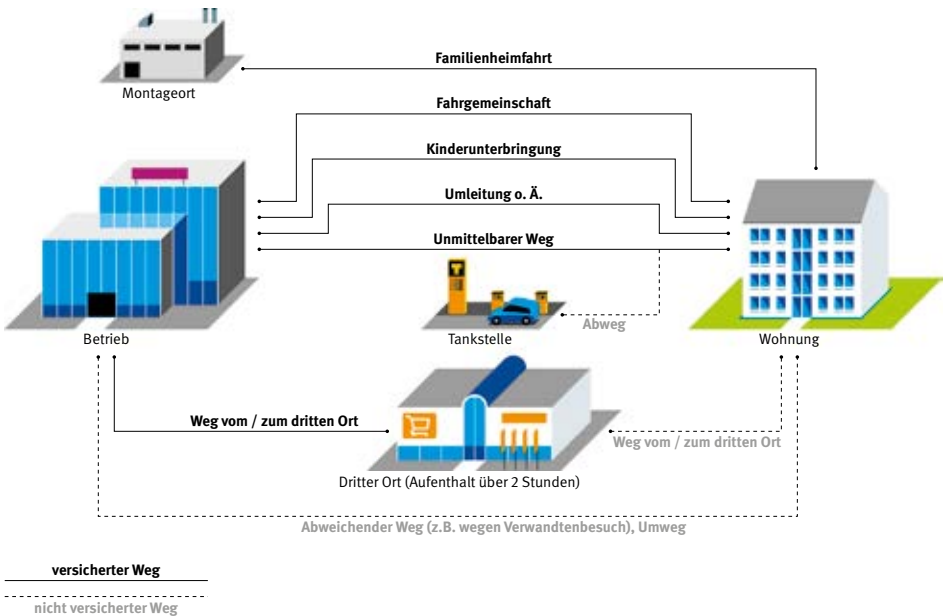 Familienheimfahrt
Montageort
Fahrgemeinschaft
Kinderunterbringung
Umleitung o. Ä.
Unmittelbarer Weg
Abweg
Betrieb
Tankstelle
Wohnung
Weg vom / zum dritten Ort
Weg vom / zum dritten Ort
Dritter Ort (Aufenthalt über 2 Stunden)
Abweichender Weg (z.B. wegen Verwandtenbesuch), Umweg
versicherter Weg
nicht versicherter Weg